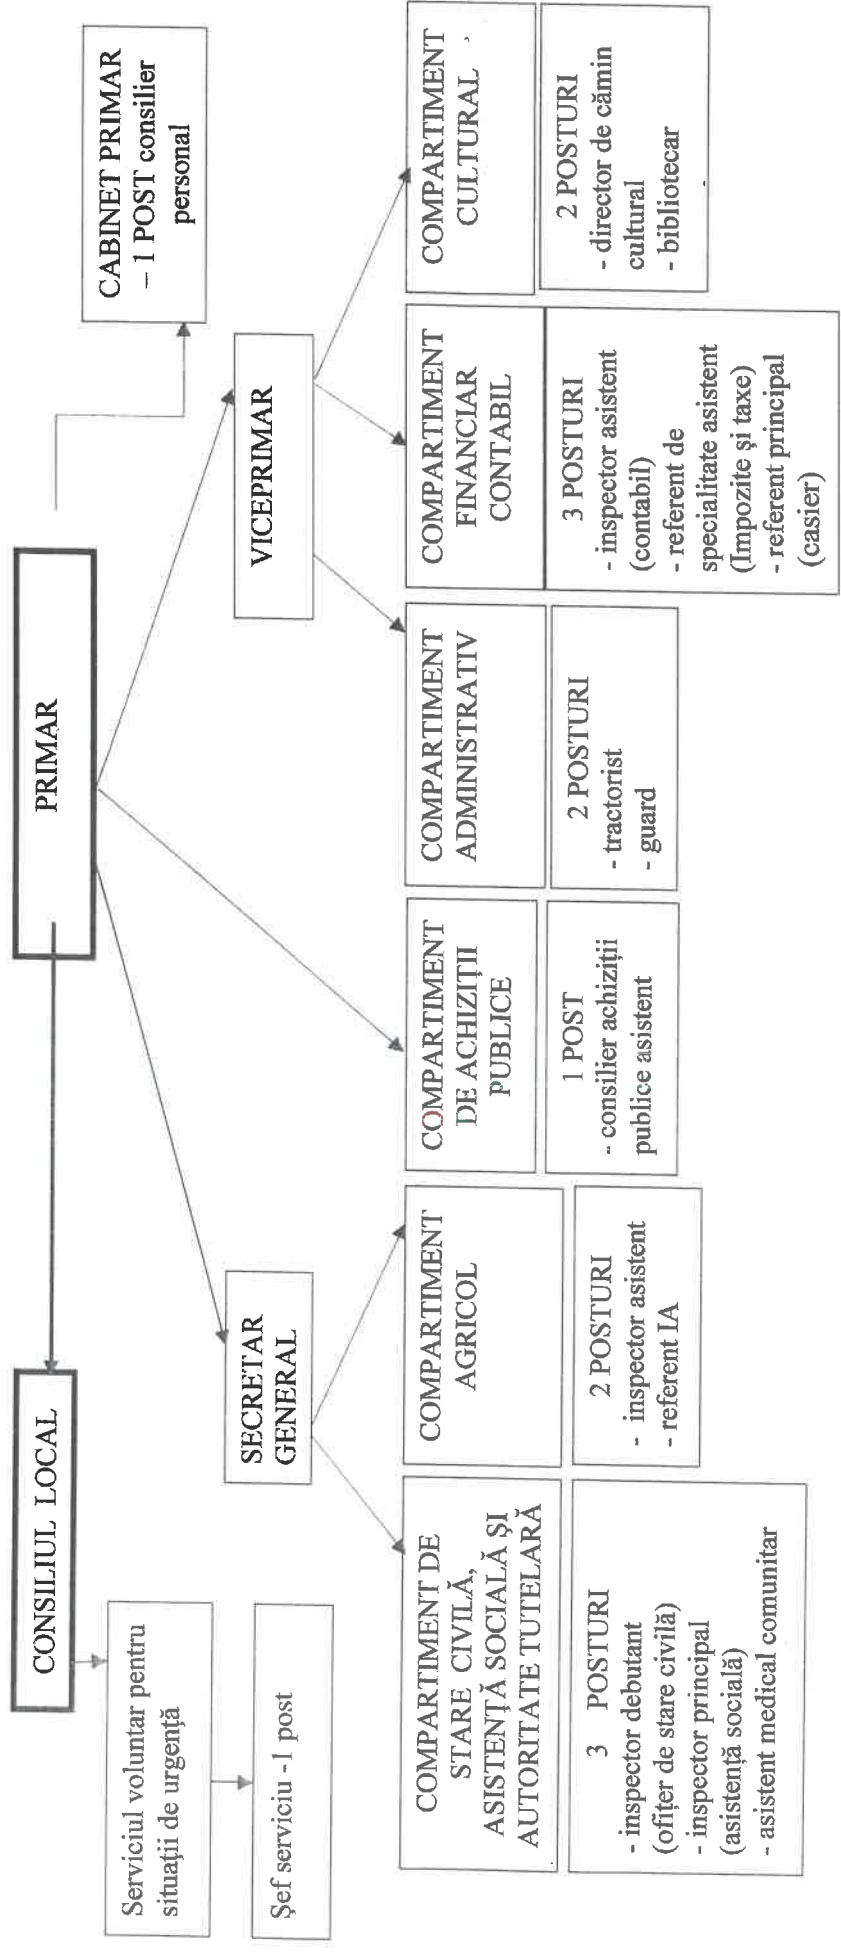 CONSILIUL LOCAL
PRIMAR
CABINET PRIMAR
– 1 POST consilier
personal
Serviciul voluntar pentru
situații de urgență
Șef serviciu -1 post
SECRETAR
GENERAL
VICEPRIMAR
COMPARTIMENT DE
STARE CIVILĂ,
ASISTENȚĂ SOCIALĂ ȘI
AUTORITATE TUTELARĂ
3 POSTURI
- inspector debutant
(ofițer de stare civilă)
- inspector principal
(asistență socială)
- asistent medical comunitar
COMPARTIMENT
AGRICOL
2 POSTURI
- inspector asistent
- referent IA
COMPARTIMENT
DE ACHIZIȚII
PUBLICE
1 POST
- consilier achiziții
publice asistent
COMPARTIMENT
ADMINISTRATIV
2 POSTURI
- tractorist
- guard
COMPARTIMENT
FINANCIAR
CONTABIL
3 POSTURI
- inspector asistent
(contabil)
- referent de
specialitate asistent
(Impozite și taxe)
- referent principal
(casier)
COMPARTIMENT
CULTURAL
2 POSTURI
- director de cămin
cultural
- bibliotecar